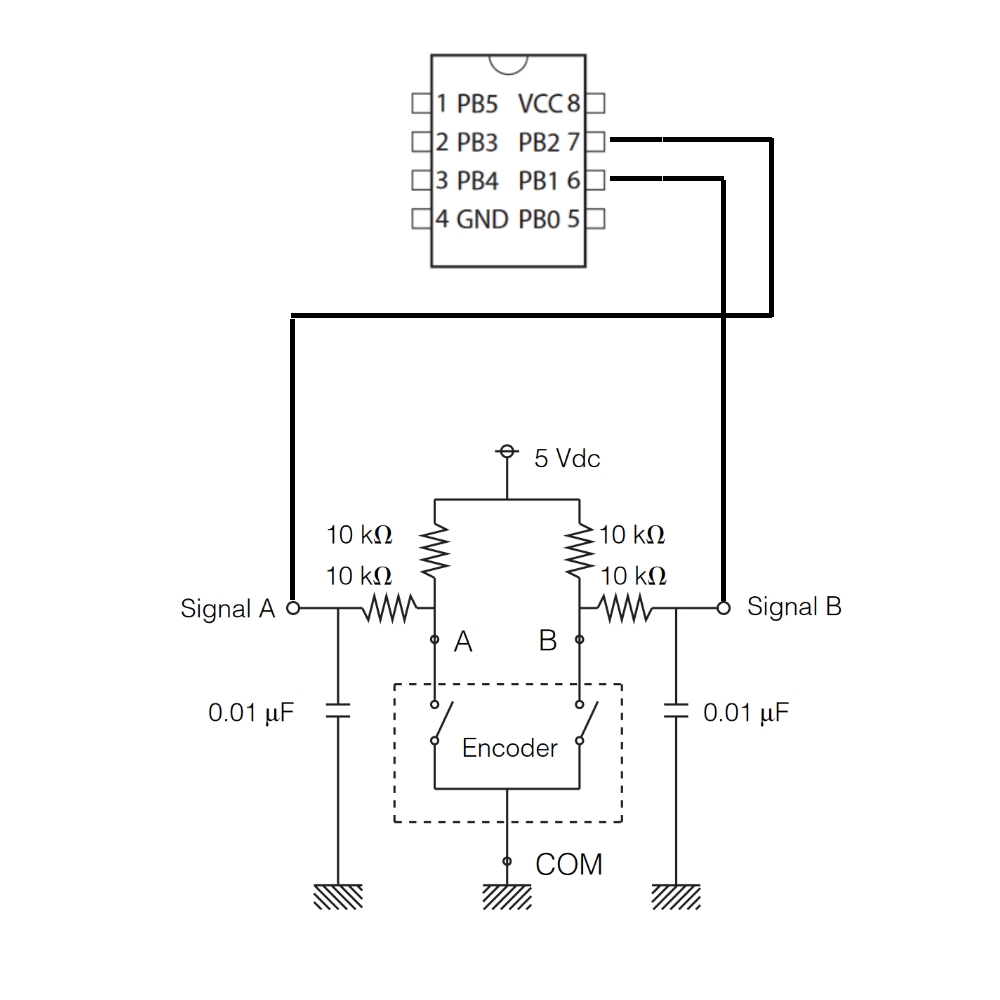 1 PB5 VCC 8
2 PB3 PB2 7
3 PB4 PB1 6
4 GND PB0 5
5 Vdc
10 kΩ 10 kΩ
10 kΩ 10 kΩ
Signal A Signal B
A B
0.01 μF 0.01 μF
Encoder
COM